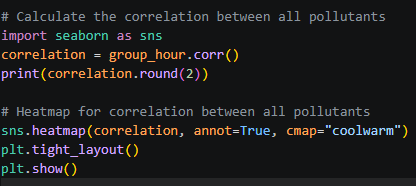 # Calculate the correlation between all pollutants
import seaborn as sns
correlation = group_hour.corr()
print(correlation.round(2))
# Heatmap for correlation between all pollutants
sns.heatmap(correlation, annot=True, cmap="coolwarm")
plt.tight_layout()
plt.show()